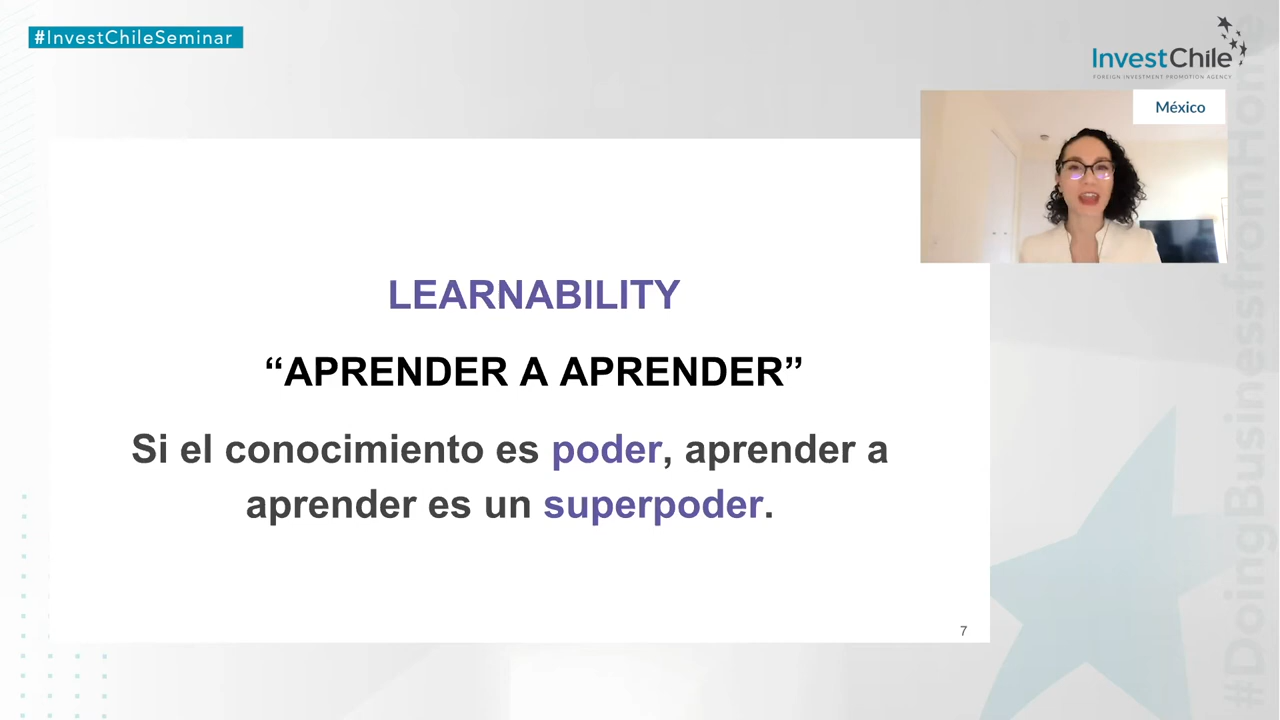 #InvestChileSeminar
InvestChile
FOREIGN INVESTMENT PROMOTION AGENCY
México
LEARNABILITY
“APRENDER A APRENDER”
Si el conocimiento es poder, aprender a
aprender es un superpoder.
7
#DoingBusinessfromHome